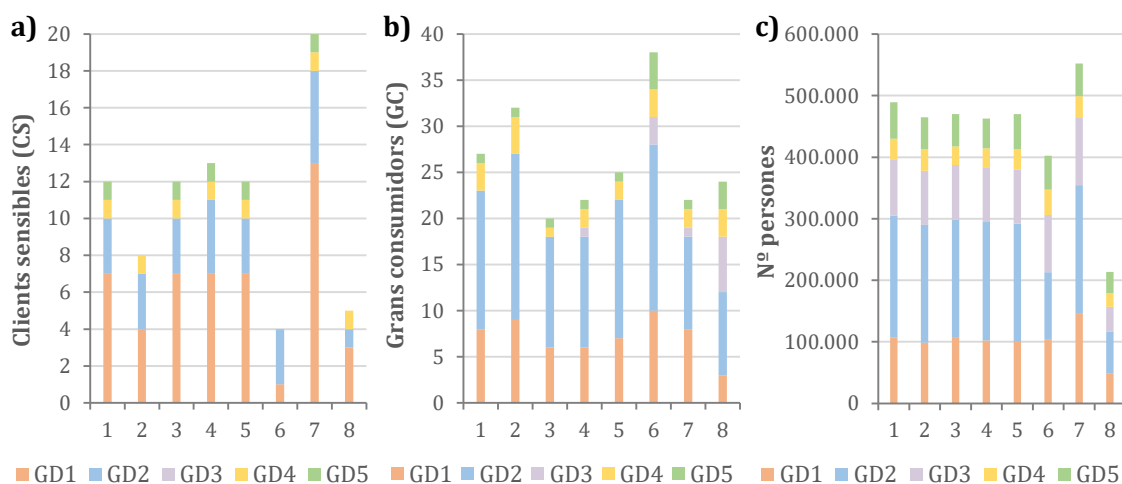 a)
Clients sensibles (CS)
20
18
16
14
12
10
8
6
4
2
0
1 2 3 4 5 6 7 8
GD1 GD2 GD3 GD4 GD5
b)
Grans consumidors (GC)
40
35
30
25
20
15
10
5
0
1 2 3 4 5 6 7 8
GD1 GD2 GD3 GD4 GD5
c)
Nº persones
600.000
500.000
400.000
300.000
200.000
100.000
0
1 2 3 4 5 6 7 8
GD1 GD2 GD3 GD4 GD5